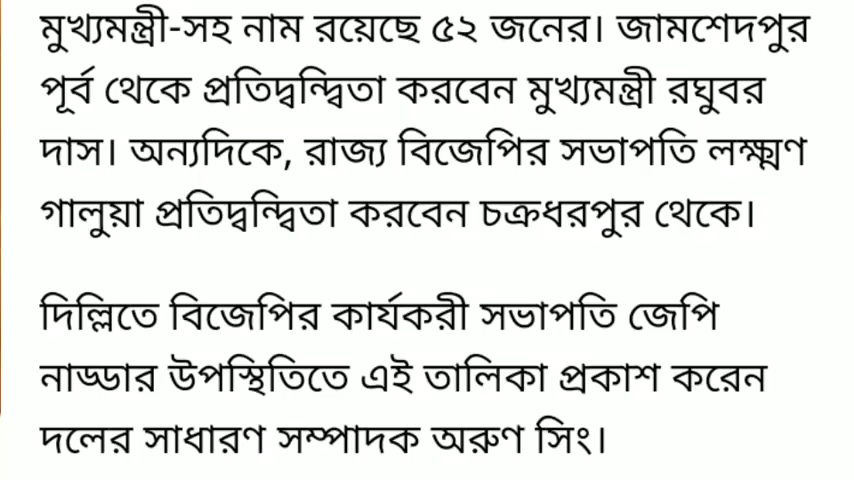 মুখ্যমন্ত্রী-সহ নাম রয়েছে ৫২ জনের। জামশেদপুর
পূর্ব থেকে প্রতিদ্বন্দ্বিতা করবেন মুখ্যমন্ত্রী রঘুবর
দাস। অন্যদিকে, রাজ্য বিজেপির সভাপতি লক্ষ্মণ
গালুয়া প্রতিদ্বন্দ্বিতা করবেন চক্রধরপুর থেকে।
দিল্লিতে বিজেপির কার্যকরী সভাপতি জেপি
নাড্ডার উপস্থিতিতে এই তালিকা প্রকাশ করেন
দলের সাধারণ সম্পাদক অরুণ সিং।